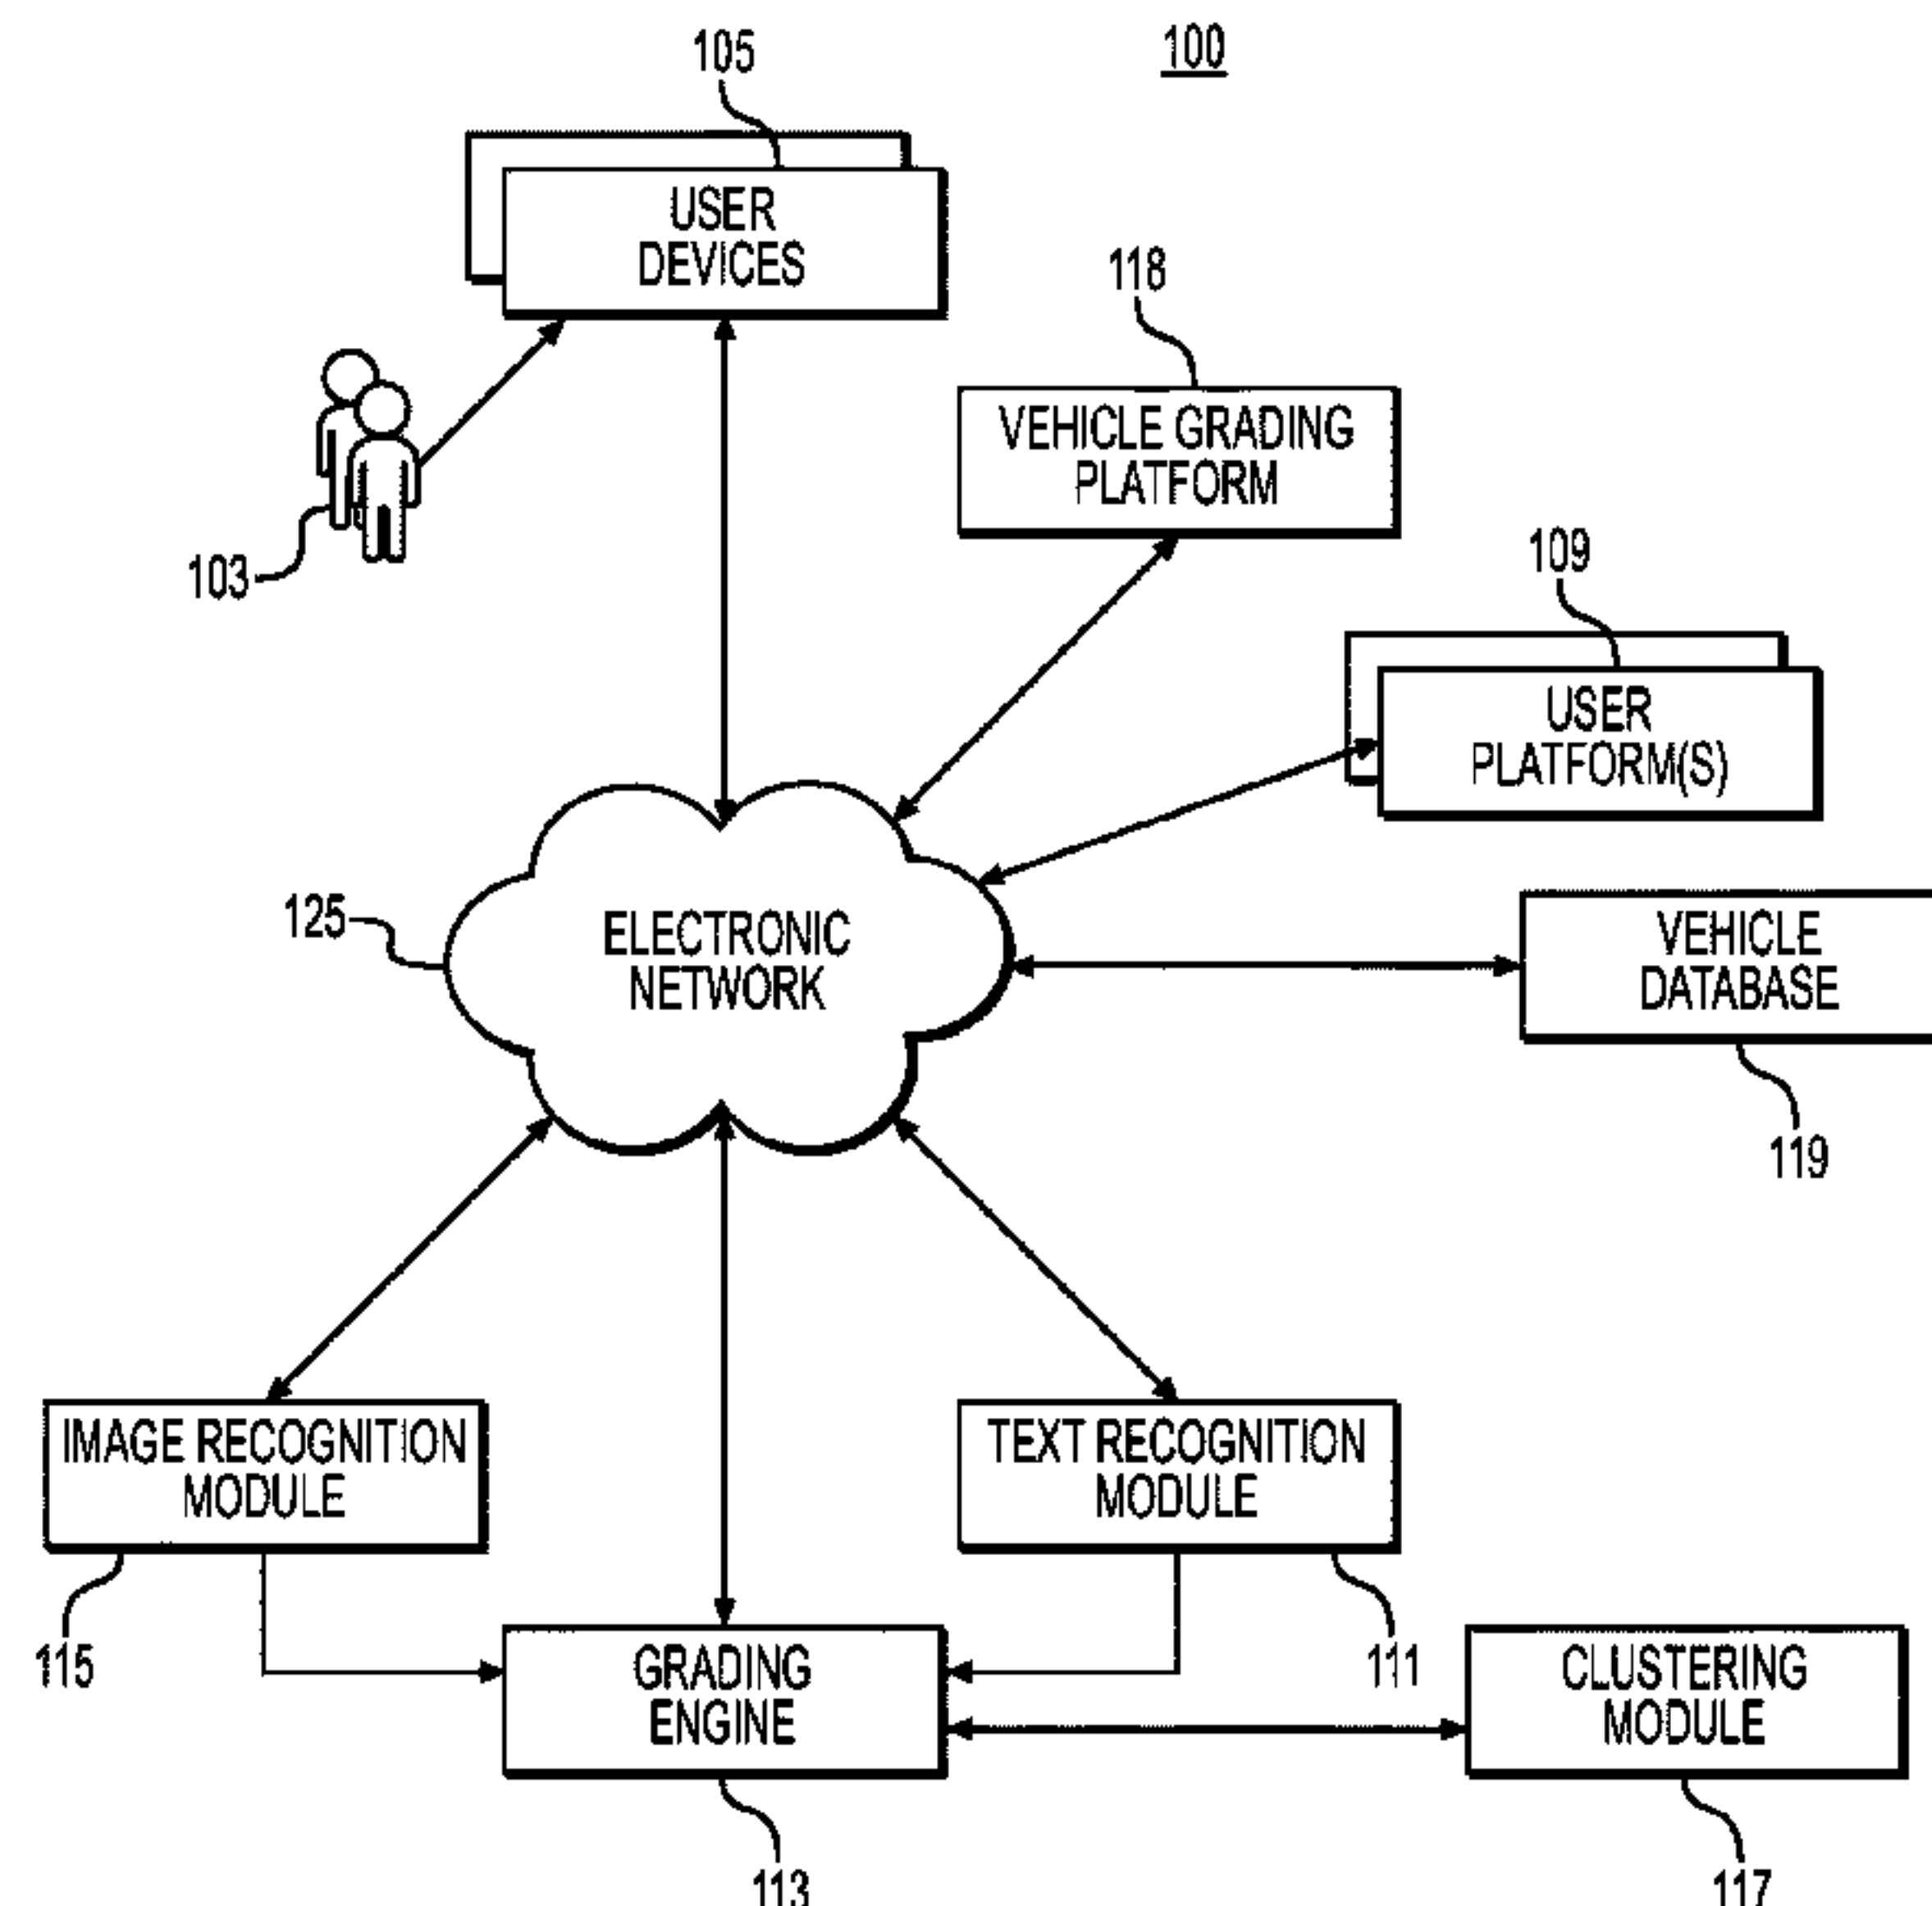 105
100
USER
DEVICES
118
VEHICLE GRADING
PLATFORM
103
109
USER
PLATFORM(S)
125
ELECTRONIC
NETWORK
VEHICLE
DATABASE
119
IMAGE RECOGNITION
MODULE
TEXT RECOGNITION
MODULE
115
GRADING
ENGINE
111
CLUSTERING
MODULE
113
117